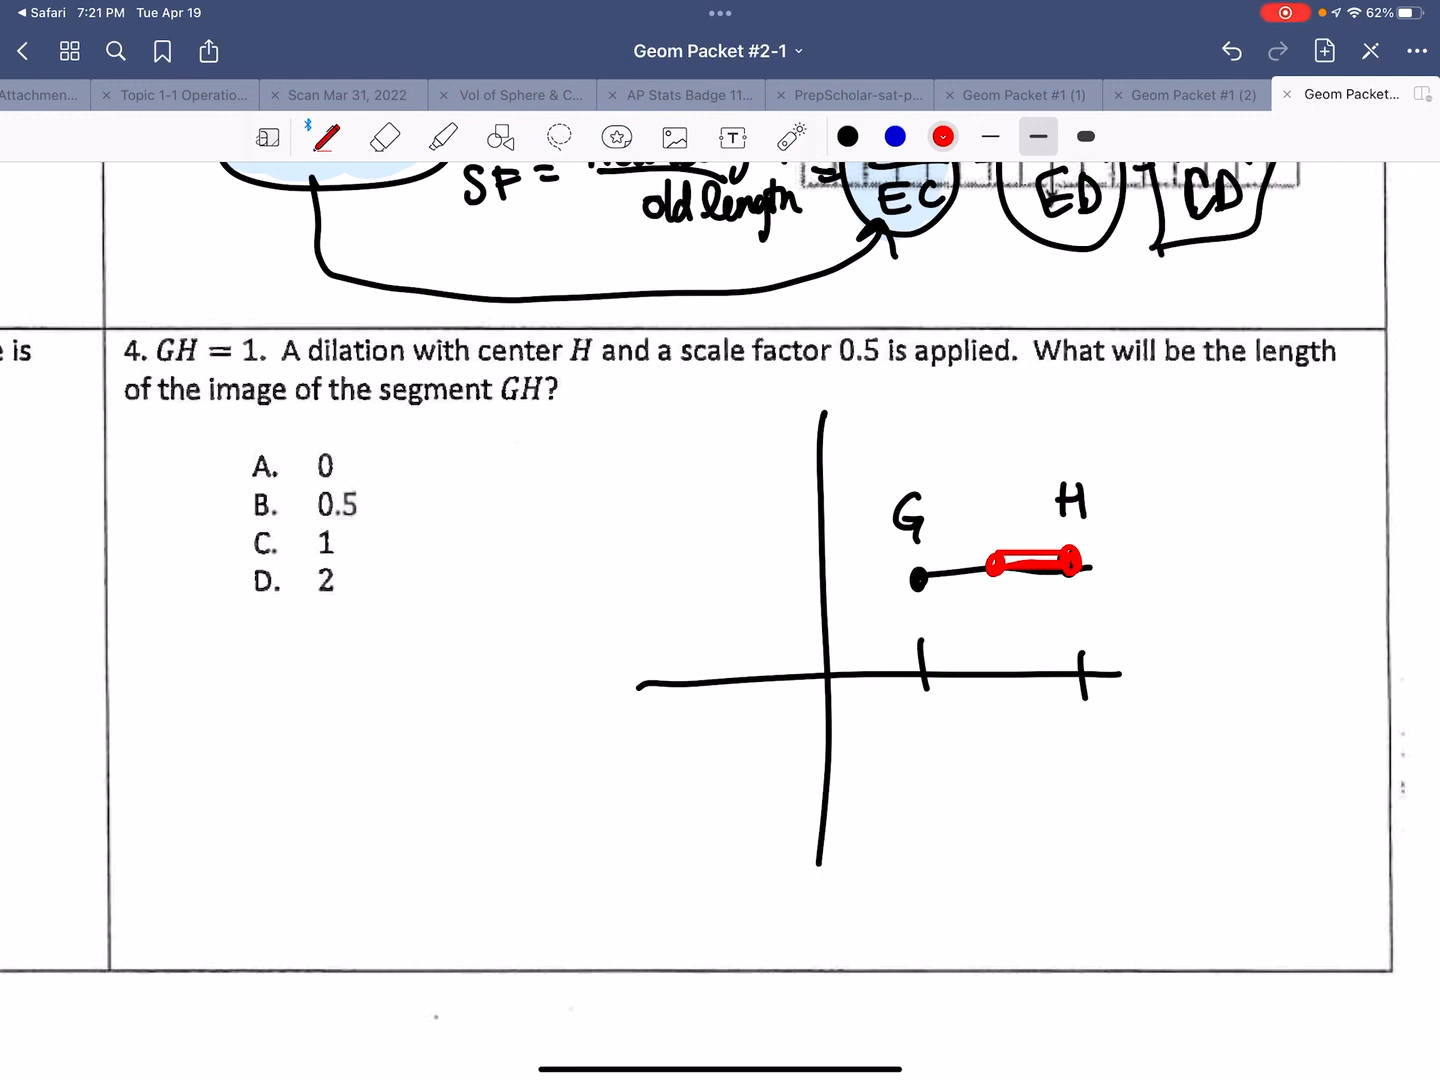 Safari 7:21 PM Tue Apr 19 62%
Geom Packet #2-1
Attachmen... Topic 1-1 Operatio... Scan Mar 31, 2022 Vol of Sphere & C... AP Stats Badge 11... PrepScholar-sat-p... Geom Packet #1 (1) Geom Packet #1 (2) Geom Packet...
SF = old length = EC ED CD
is
4. GH = 1. A dilation with center H and a scale factor 0.5 is applied. What will be the length
of the image of the segment GH?
A. 0
B. 0.5
C. 1
D. 2
G H